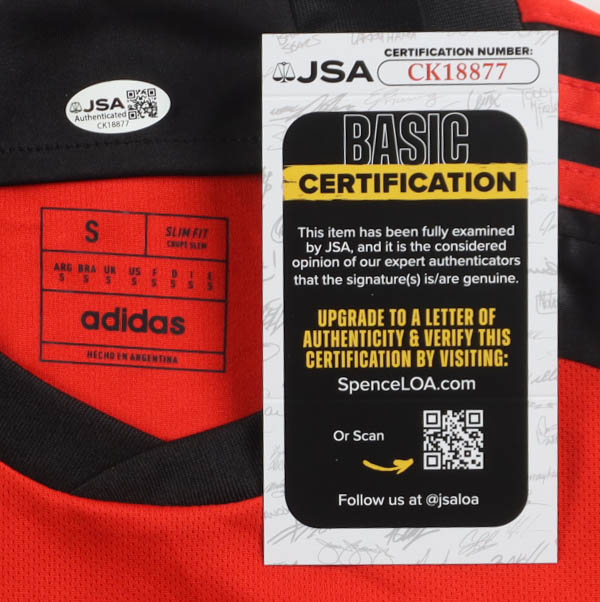 JSA
CERTIFICATION NUMBER:
CK18877
JSA
Authenticated
CK18877
BASIC
CERTIFICATION
This item has been fully examined
by JSA, and it is the considered
opinion of our expert authenticators
that the signature(s) is/are genuine.
UPGRADE TO A LETTER OF
AUTHENTICITY & VERIFY THIS
CERTIFICATION BY VISITING:
SpenceLOA.com
Or Scan
Follow us at @jsaloa
S
SLIM FIT
COUPE SLIM
ARG BRA UK US F D I E
S S S S S S S S
adidas
HECHO EN ARGENTINA